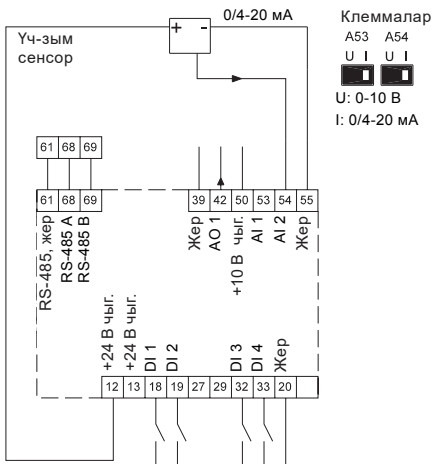 0/4-20 мА
Үч-зым
сенсор
+ -
Клеммалар
A53 A54
U I U I
U: 0-10 В
I: 0/4-20 мА
61 68 69
61 68 69
39 42 50 53 54 55
RS-485, жер
RS-485 A
RS-485 B
Жер
AO 1
+10 В чыг.
AI 1
AI 2
Жер
+24 В чыг.
+24 В чыг.
DI 1
DI 2
DI 3
DI 4
Жер
12 13 18 19 27 29 32 33 20